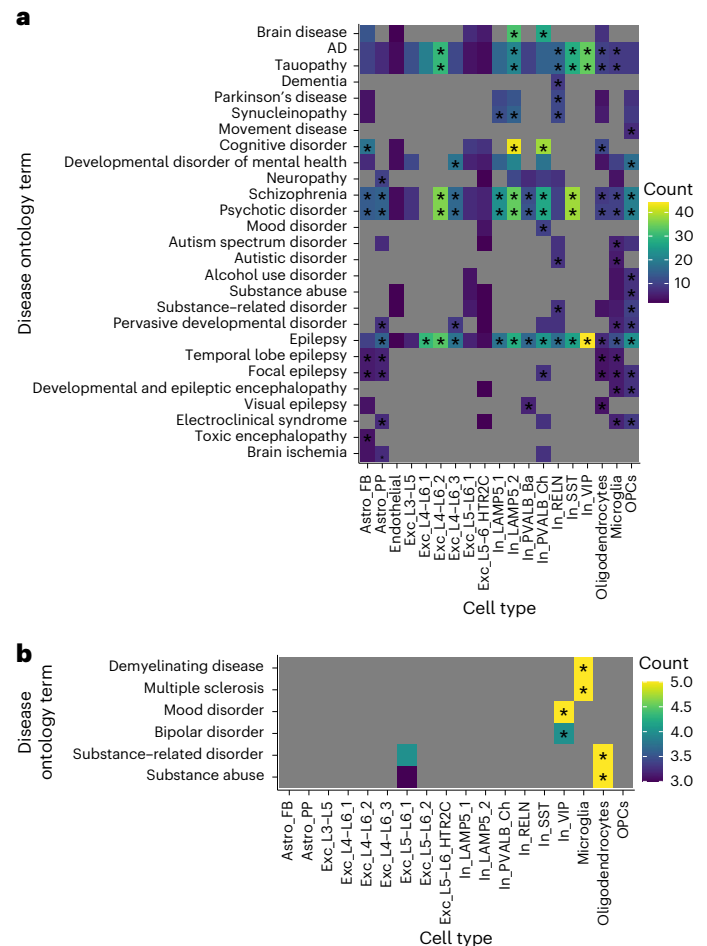 a
Disease ontology term
Brain disease
AD
Tauopathy
Dementia
Parkinson's disease
Synucleinopathy
Movement disease
Cognitive disorder
Developmental disorder of mental health
Neuropathy
Schizophrenia
Psychotic disorder
Mood disorder
Autism spectrum disorder
Autistic disorder
Alcohol use disorder
Substance abuse
Substance–related disorder
Pervasive developmental disorder
Epilepsy
Temporal lobe epilepsy
Focal epilepsy
Developmental and epileptic encephalopathy
Visual epilepsy
Electroclinical syndrome
Toxic encephalopathy
Brain ischemia
Count
40
30
20
10
Astro_FB
Astro_PP
Endothelial
Exc_L3–L5
Exc_L4–L6_1
Exc_L4–L6_2
Exc_L4–L6_3
Exc_L5–L6_1
Exc_L5–6_HTR2C
In_LAMP5_1
In_LAMP5_2
In_PVALB_Ba
In_PVALB_Ch
In_RELN
In_SST
In_VIP
Oligodendrocytes
Microglia
OPCs
Cell type
b
Disease
ontology term
Demyelinating disease
Multiple sclerosis
Mood disorder
Bipolar disorder
Substance–related disorder
Substance abuse
Count
5.0
4.5
4.0
3.5
3.0
Astro_FB
Astro_PP
Exc_L3–L5
Exc_L4–L6_1
Exc_L4–L6_2
Exc_L4–L6_3
Exc_L5–L6_1
Exc_L5–L6_2
Exc_L5–L6_HTR2C
In_LAMP5_1
In_LAMP5_2
In_PVALB_Ch
In_RELN
In_SST
In_VIP
Microglia
Oligodendrocytes
OPCs
Cell type